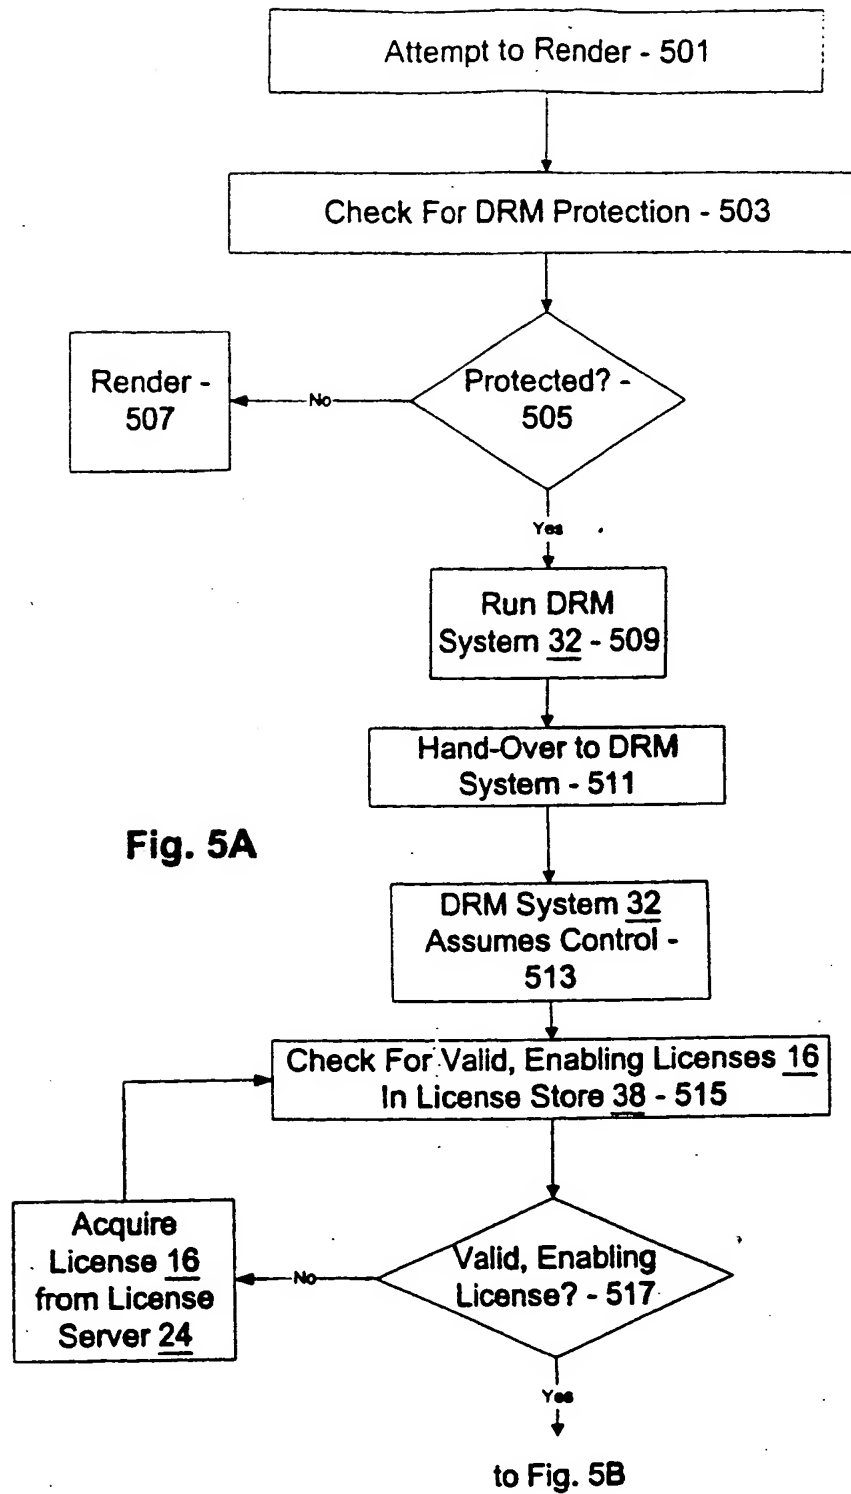 Attempt to Render - 501
Check For DRM Protection - 503
Protected? -
505
No
Render -
507
Yes
Run DRM
System 32 - 509
Hand-Over to DRM
System - 511
Fig. 5A
DRM System 32
Assumes Control -
513
Check For Valid, Enabling Licenses 16
In License Store 38 - 515
Valid, Enabling
License? - 517
No
Acquire
License 16
from License
Server 24
Yes
to Fig. 5B